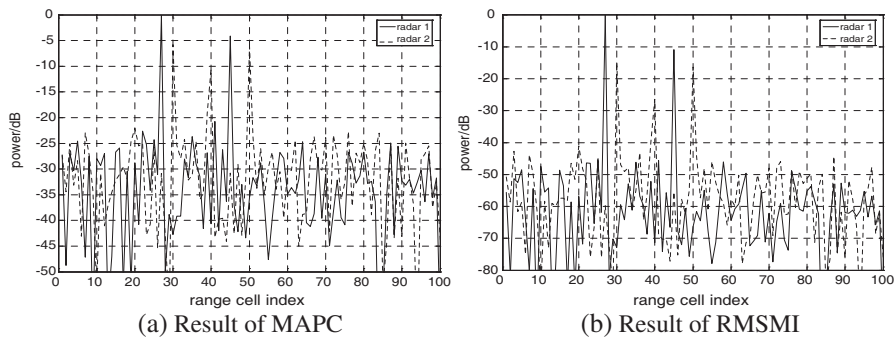 0
-5
-10
-15
-20
-25
-30
-35
-40
-45
-50
power/dB
radar 1
radar 2
0 10 20 30 40 50 60 70 80 90 100
range cell index
(a) Result of MAPC
0
-10
-20
-30
-40
-50
-60
-70
-80
power/dB
radar 1
radar 2
0 10 20 30 40 50 60 70 80 90 100
range cell index
(b) Result of RMSMI